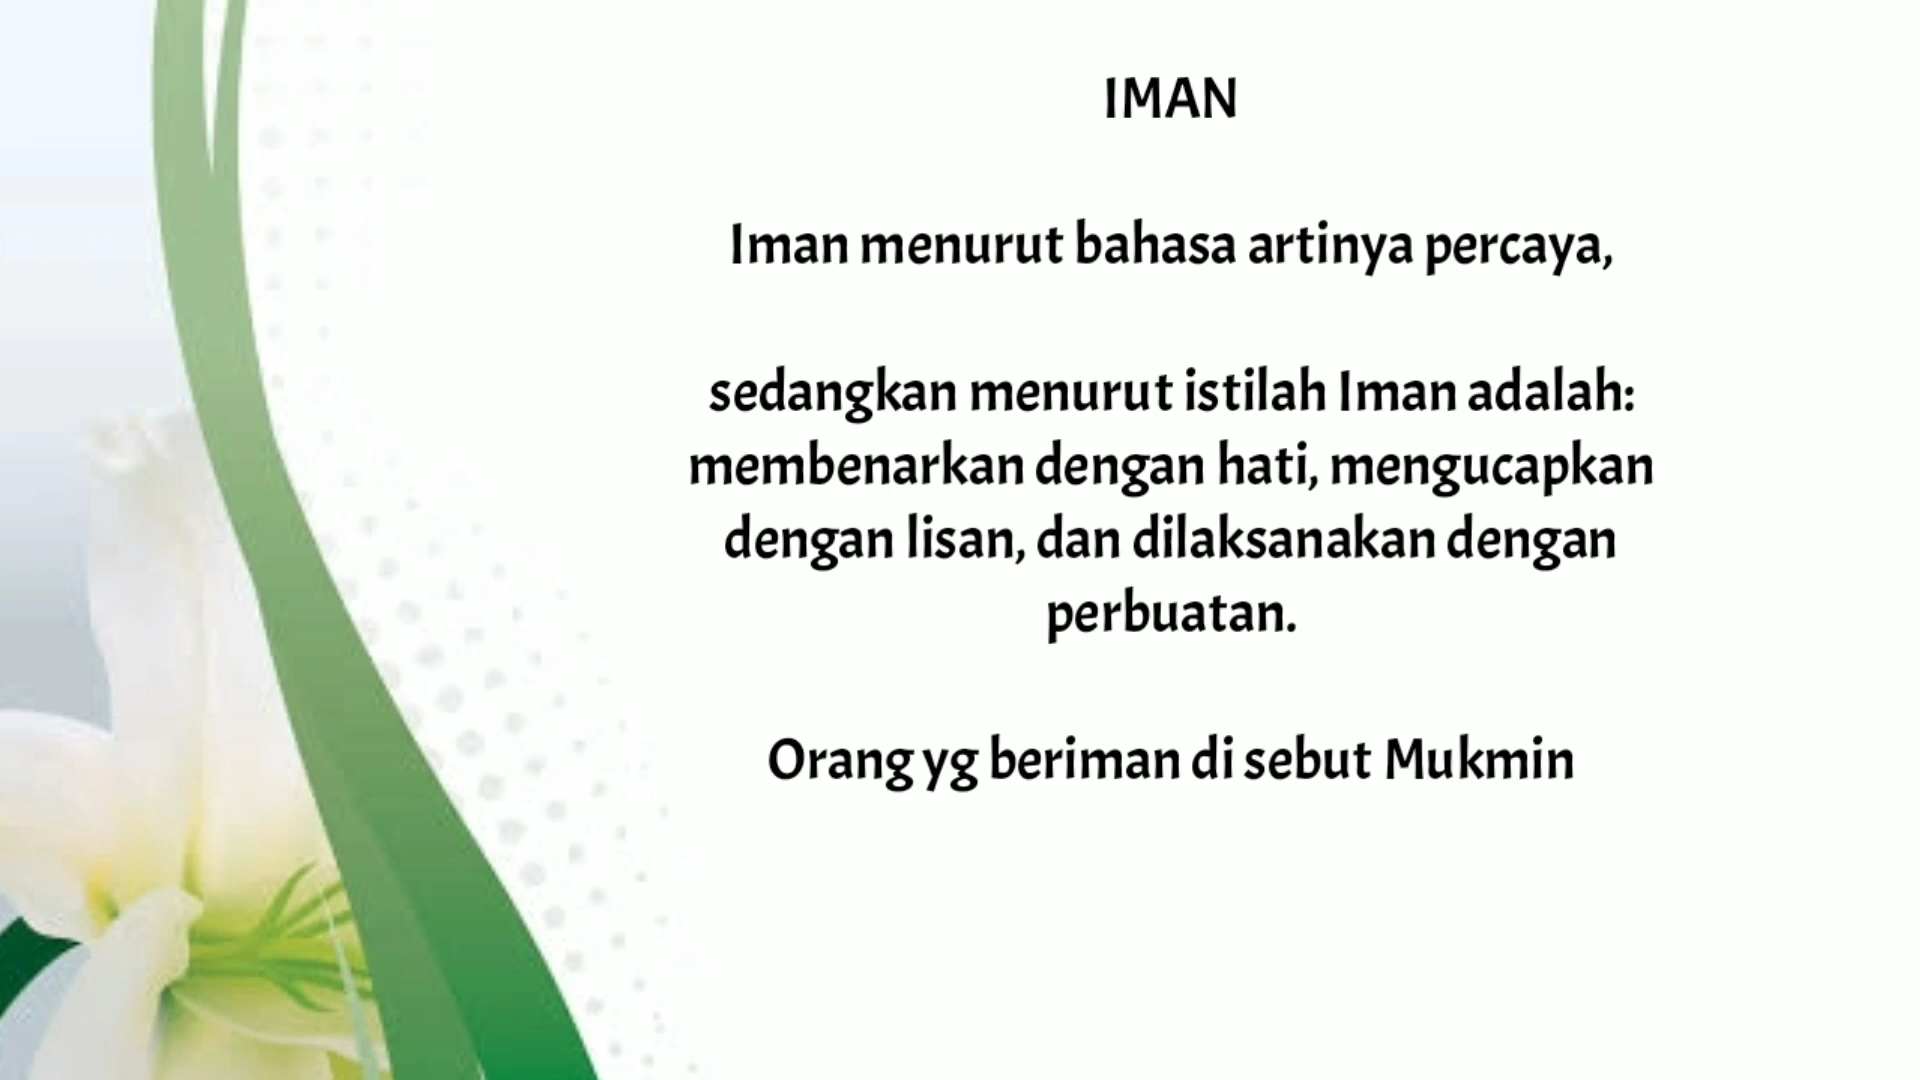 IMAN
Iman menurut bahasa artinya percaya,
sedangkan menurut istilah Iman adalah:
membenarkan dengan hati, mengucapkan
dengan lisan, dan dilaksanakan dengan
perbuatan.
Orang yg beriman di sebut Mukmin